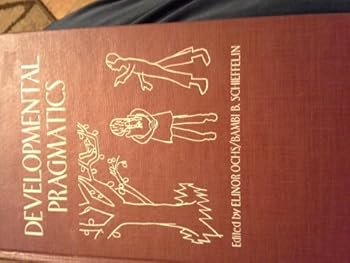 DEVELOPMENTAL
PRAGMATICS
Edited by ELINOR OCHS/BAMBI B. SCHIEFFELIN